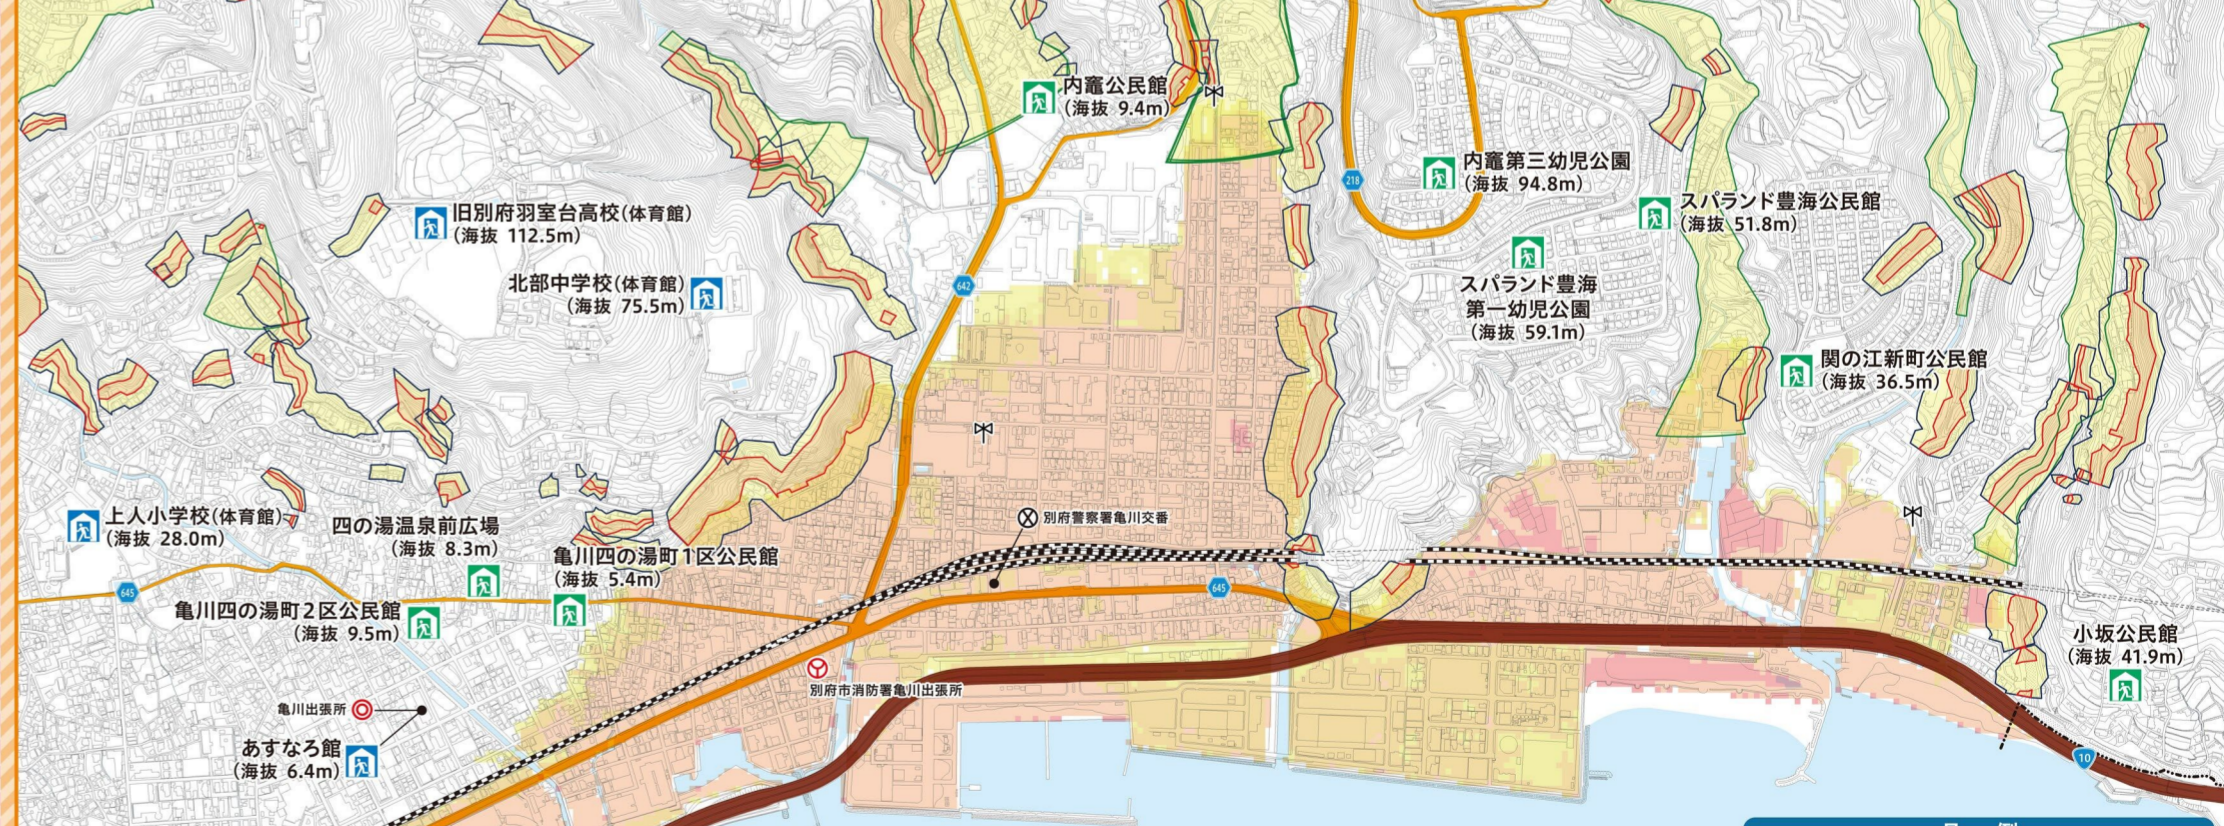 内竈公民館
(海抜 9.4m)
218
内竈第三幼児公園
(海抜 94.8m)
スパランド豊海公民館
(海抜 51.8m)
旧別府羽室台高校(体育館)
(海抜 112.5m)
北部中学校(体育館)
(海抜 75.5m)
642
スパランド豊海
第一幼児公園
(海抜 59.1m)
関の江新町公民館
(海抜 36.5m)
上人小学校(体育館)
(海抜 28.0m)
四の湯温泉前広場
(海抜 8.3m)
別府警察署亀川交番
亀川四の湯町1区公民館
(海抜 5.4m)
645
645
亀川四の湯町2区公民館
(海抜 9.5m)
小坂公民館
(海抜 41.9m)
別府市消防署亀川出張所
亀川出張所
あすなろ館
(海抜 6.4m)
10